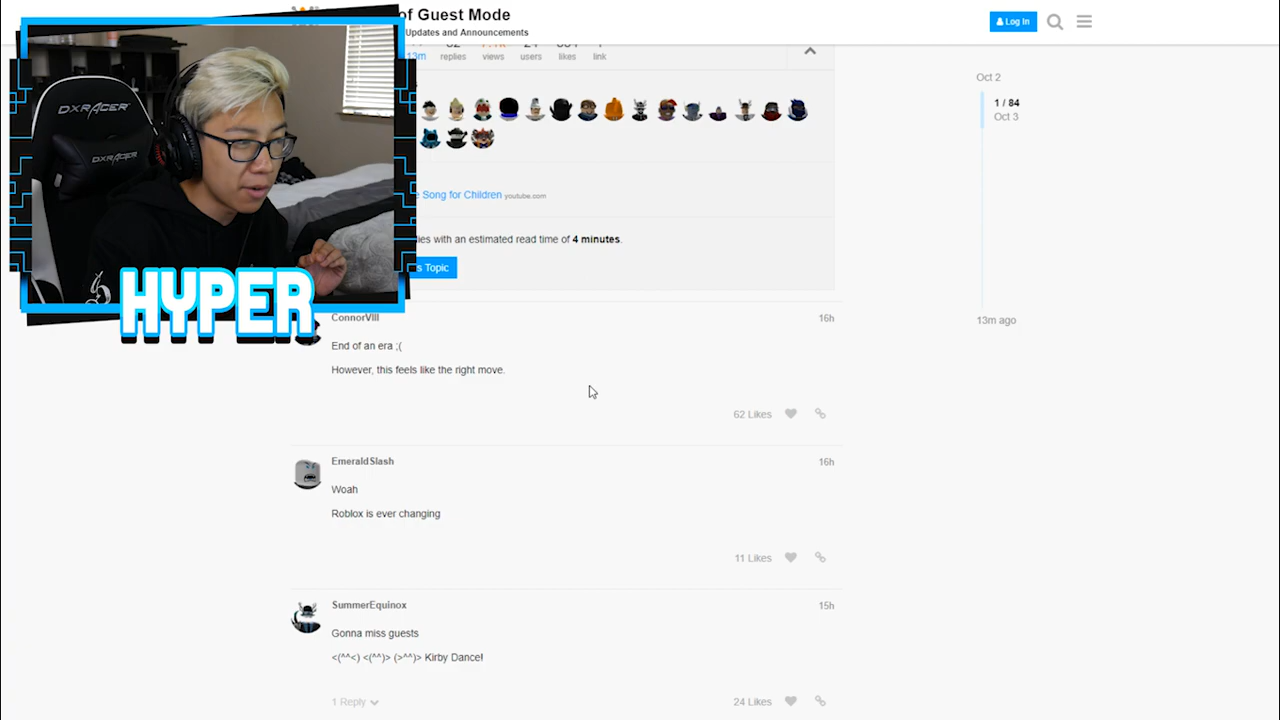 of Guest Mode
Log In
Updates and Announcements
13m
replies
views
users
likes
link
Oct 2
1 / 84
Oct 3
DXRACER
DXRACER
Song for Children youtube.com
with an estimated read time of 4 minutes.
Topic
HYPER
13m ago
ConnorVIII
16h
End of an era ;(
However, this feels like the right move.
62 Likes
EmeraldSlash
16h
Woah
Roblox is ever changing
11 Likes
SummerEquinox
15h
Gonna miss guests
<(^^<) <(^^)> (>^^)> Kirby Dance!
1 Reply
24 Likes